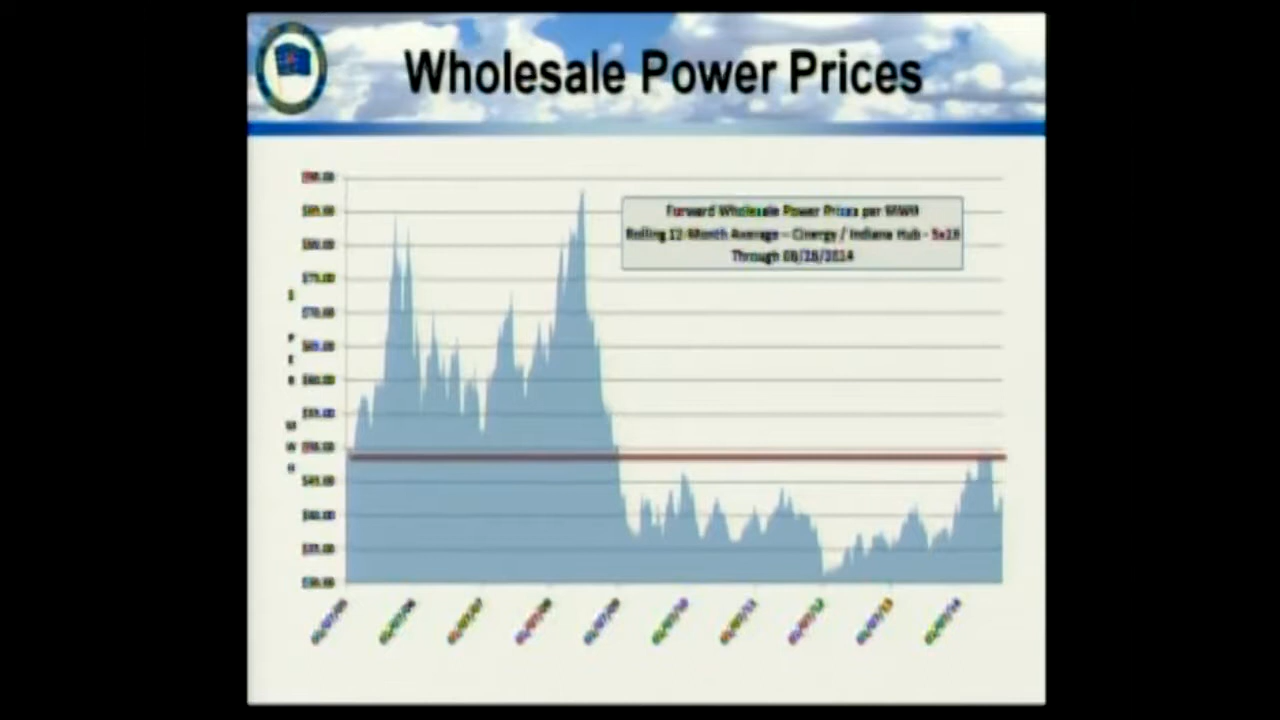 Wholesale Power Prices
$90.00
$85.00
$80.00
$75.00
$70.00
$65.00
$60.00
$55.00
$50.00
$45.00
$40.00
$35.00
$30.00
$ PER MWH
Forward Wholesale Power Prices per MWH
Rolling 12 Month Average - Cinergy / Indiana Hub - 5x16
Through 08/28/2014